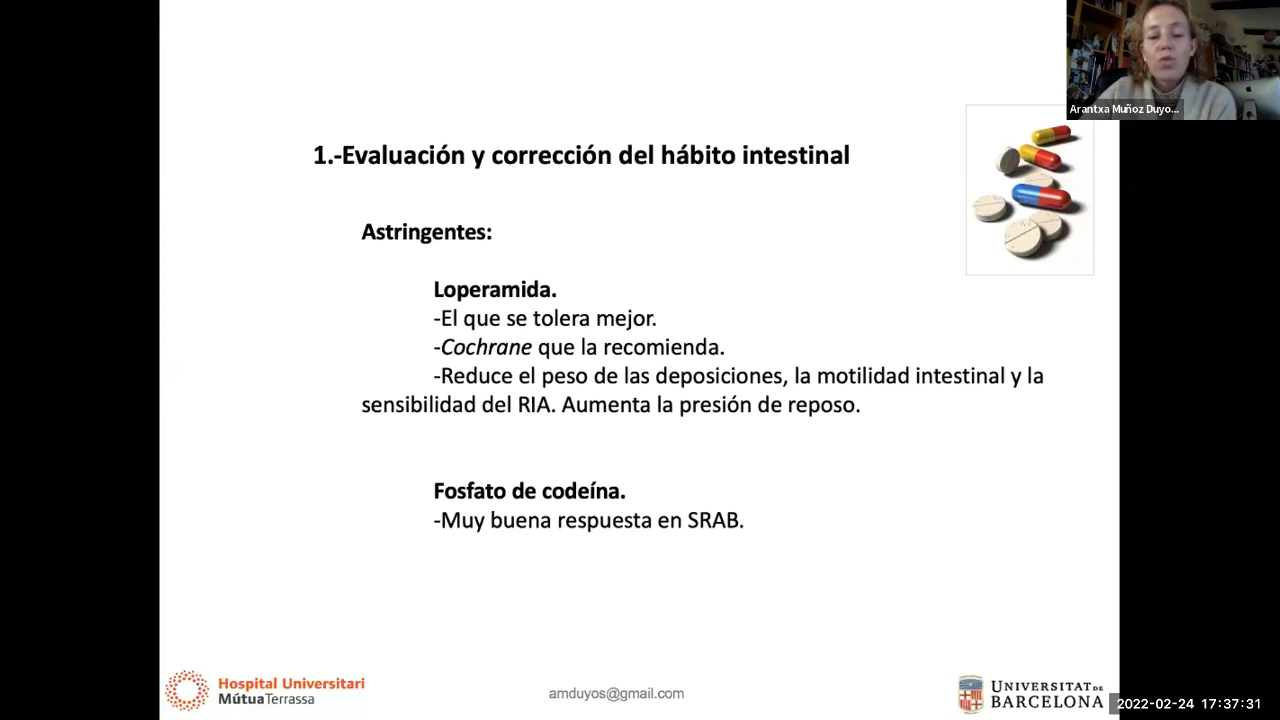 Arantxa Muñoz Duyo...
1.-Evaluación y corrección del hábito intestinal
Astringentes:
Loperamida.
-El que se tolera mejor.
-Cochrane que la recomienda.
-Reduce el peso de las deposiciones, la motilidad intestinal y la
sensibilidad del RIA. Aumenta la presión de reposo.
Fosfato de codeína.
-Muy buena respuesta en SRAB.
Hospital Universitari
MútuaTerrassa
amduyos@gmail.com
UNIVERSITAT DE
BARCELONA
2022-02-24 17:37:31